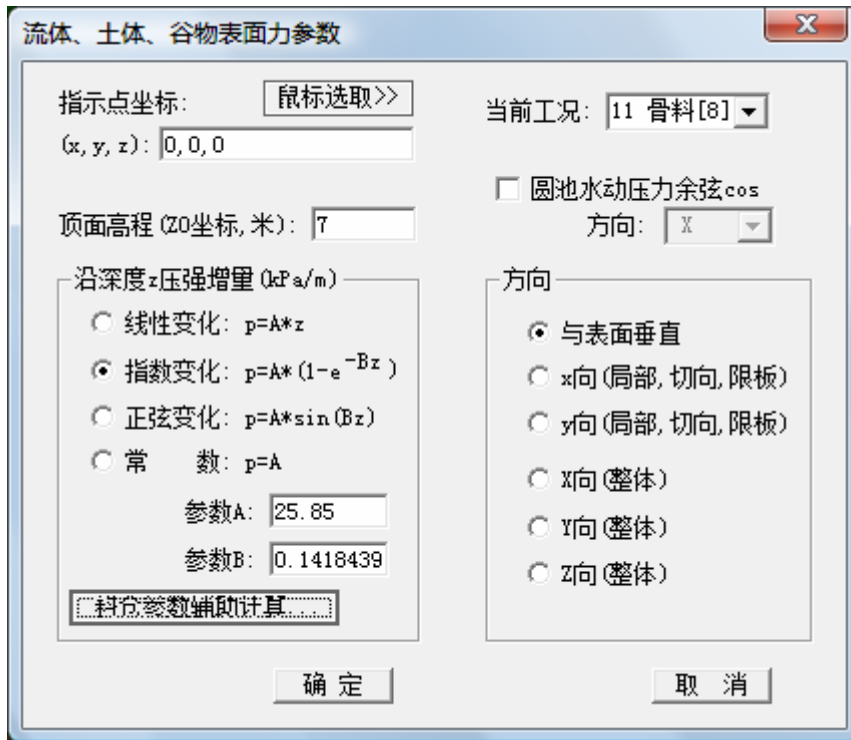 流体、土体、谷物表面力参数
指示点坐标: 鼠标选取>>
(x,y,z): 0,0,0
当前工况: 11 骨料[8]
圆池水动压力余弦cos
方向: X
顶面高程(Z0坐标,米): 7
沿深度z压强增量(kPa/m)
线性变化: p=A*z
指数变化: p=A*(1-e^-Bz)
正弦变化: p=A*sin(Bz)
常 数: p=A
参数A: 25.85
参数B: 0.1418439
料仓参数辅助计算...
方向
与表面垂直
x向(局部,切向,限板)
y向(局部,切向,限板)
X向(整体)
Y向(整体)
Z向(整体)
确 定
取 消